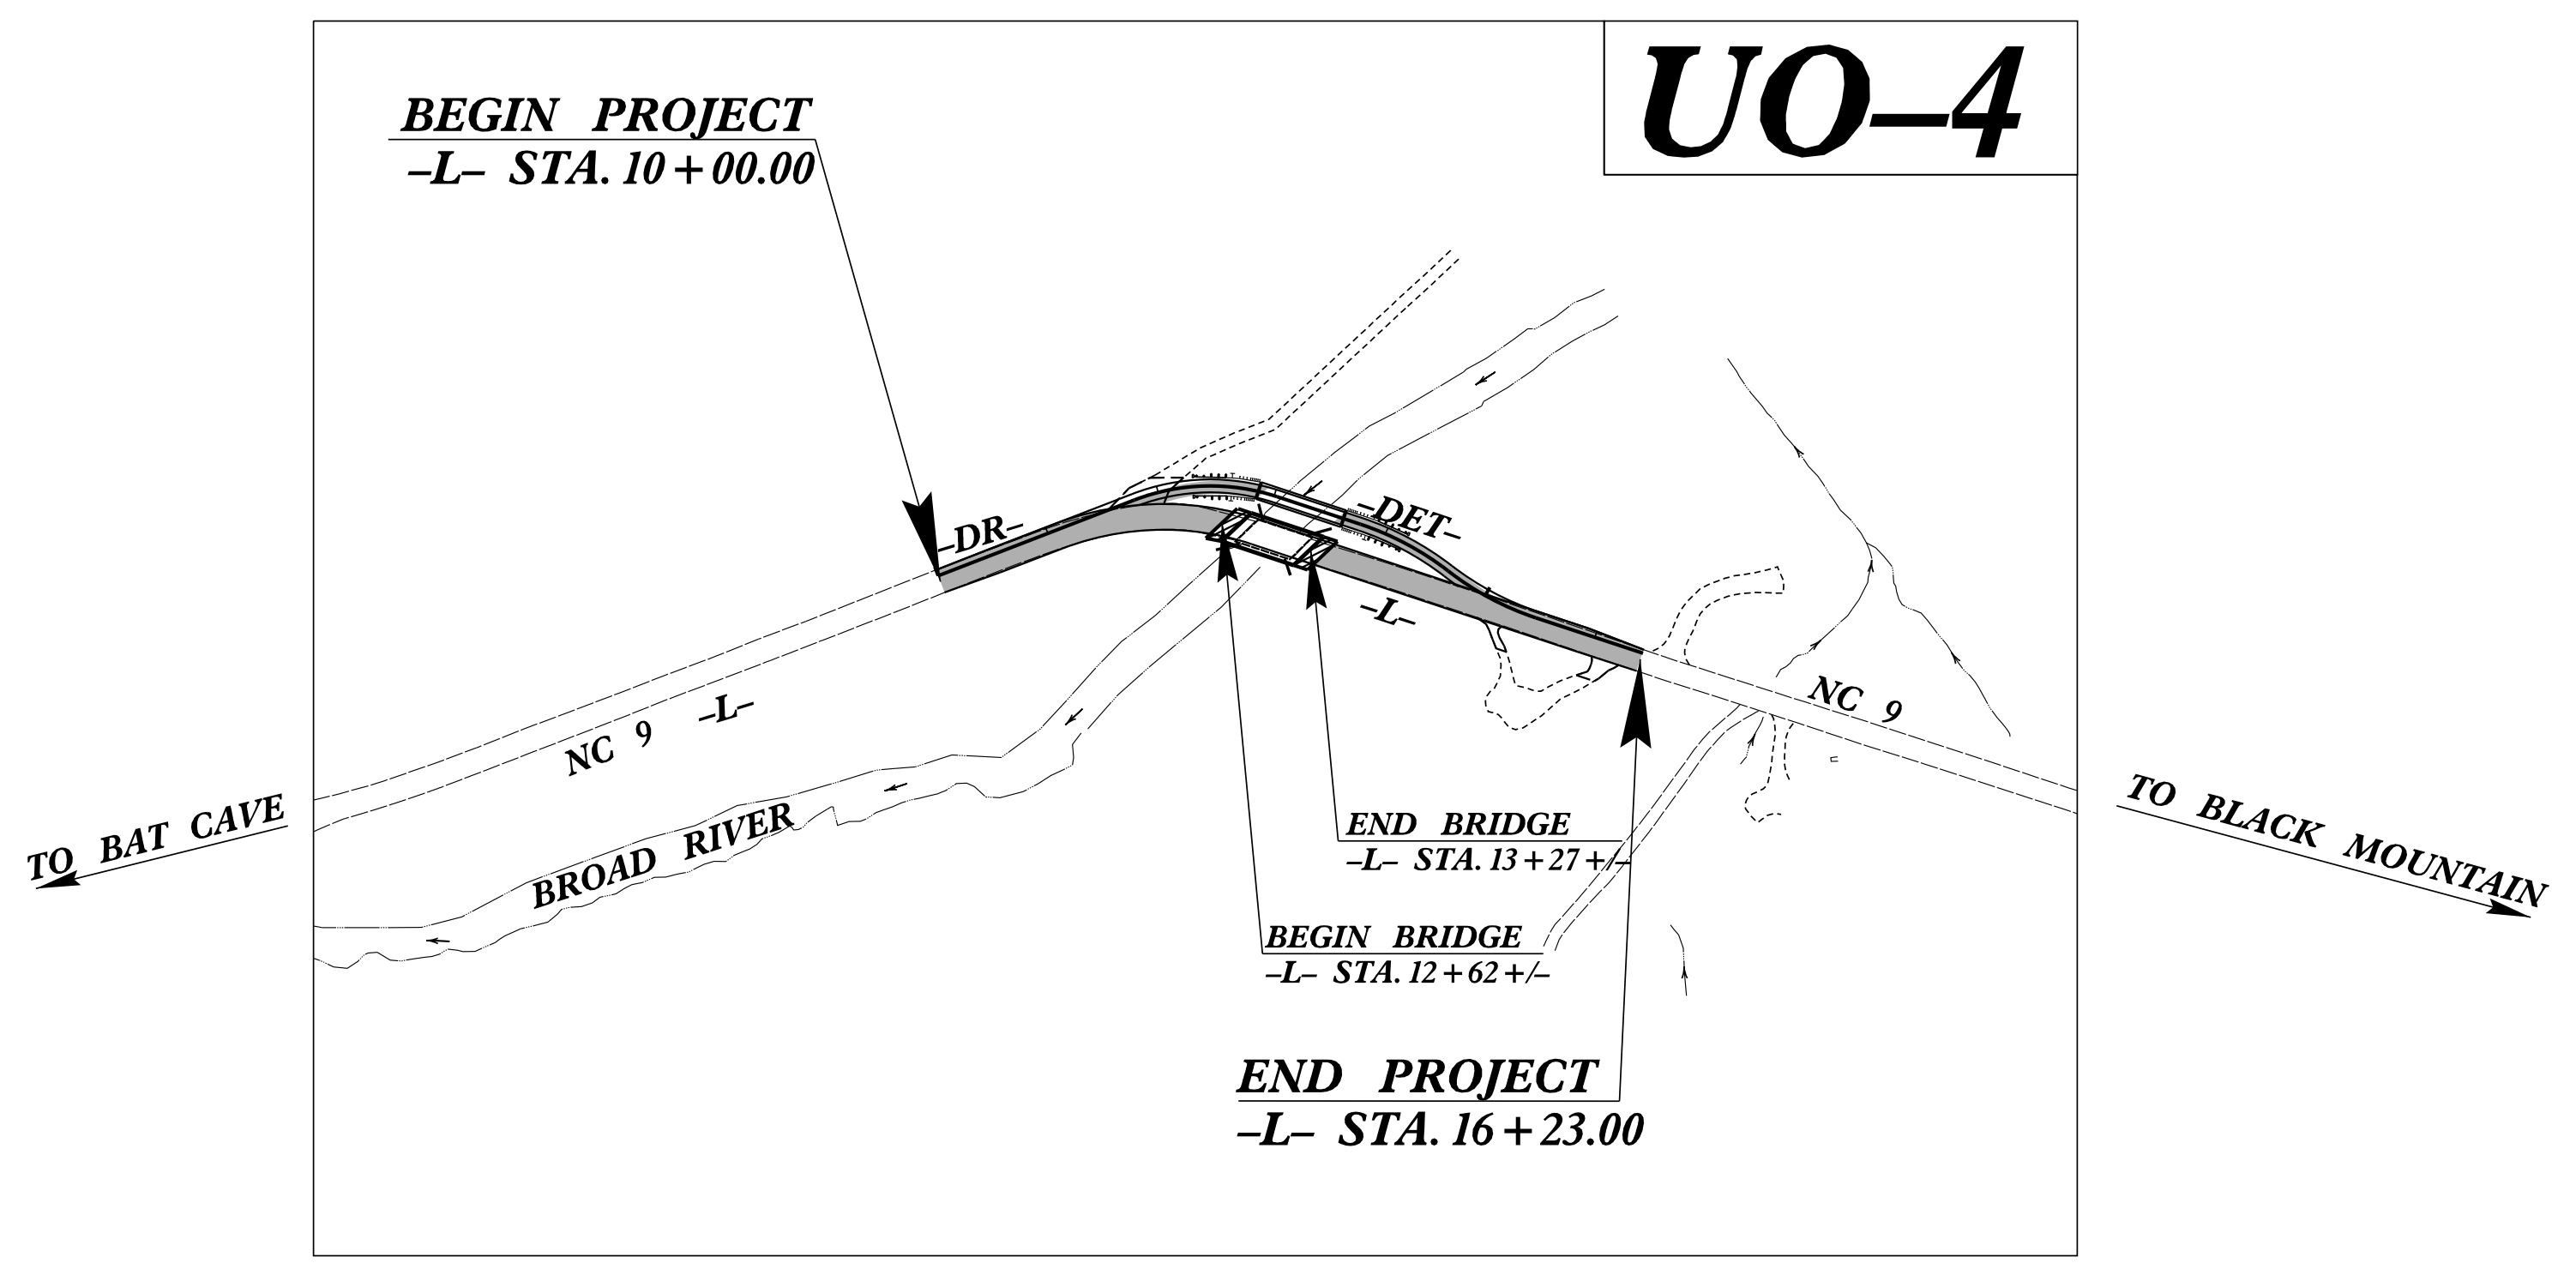 UO–4
BEGIN PROJECT
–L– STA. 10+00.00
–DR–
–DET–
–L–
NC 9 –L–
NC 9
TO BAT CAVE
TO BLACK MOUNTAIN
BROAD RIVER
END BRIDGE
–L– STA. 13+27 +/–
BEGIN BRIDGE
–L– STA. 12+62 +/–
END PROJECT
–L– STA. 16+23.00